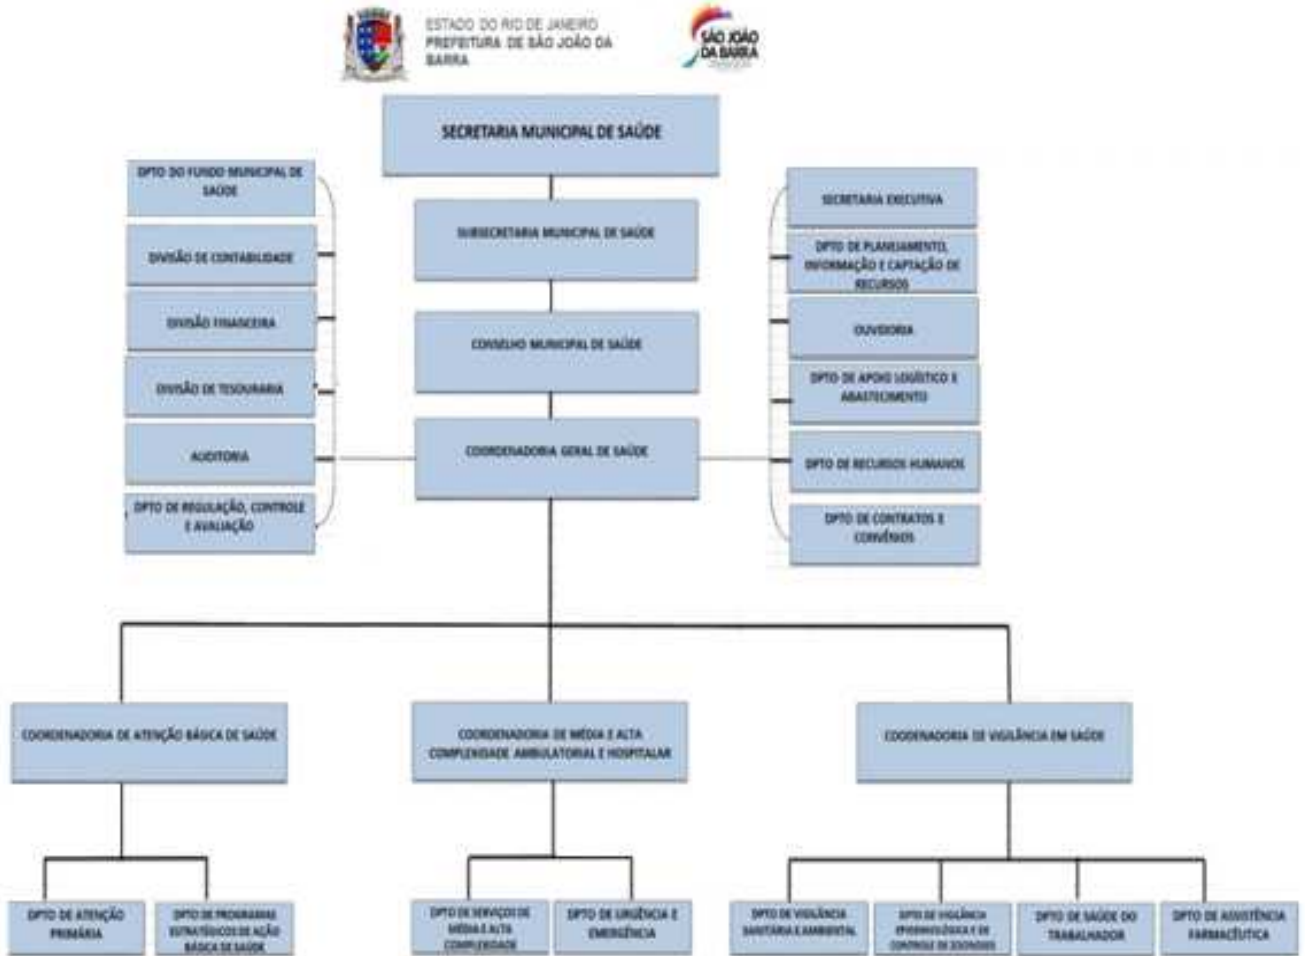 ESTADO DO RIO DE JANEIRO
PREFEITURA DE SÃO JOÃO DA
BARRA
SÃO JOÃO
DA BARRA
SECRETARIA MUNICIPAL DE SAÚDE
SUBSECRETARIA MUNICIPAL DE SAÚDE
CONSELHO MUNICIPAL DE SAÚDE
COORDENADORIA GERAL DE SAÚDE
DPTO DO FUNDO MUNICIPAL DE
SAÚDE
DIVISÃO DE CONTABILIDADE
DIVISÃO FINANCEIRA
DIVISÃO DE TESOURARIA
AUDITORIA
DPTO DE REGULAÇÃO, CONTROLE
E AVALIAÇÃO
SECRETARIA EXECUTIVA
DPTO DE PLANEJAMENTO,
INFORMAÇÃO E CAPTAÇÃO DE
RECURSOS
OUVIDORIA
DPTO DE APOIO LOGÍSTICO E
ABASTECIMENTO
DPTO DE RECURSOS HUMANOS
DPTO DE CONTRATOS E
CONVÊNIOS
COORDENADORIA DE ATENÇÃO BÁSICA DE SAÚDE
COORDENADORIA DE MÉDIA E ALTA
COMPLEXIDADE AMBULATORIAL E HOSPITALAR
COODENADORIA DE VIGILÂNCIA EM SAÚDE
DPTO DE ATENÇÃO
PRIMÁRIA
DPTO DE PROGRAMAS
ESTRATÉGICOS DE AÇÃO
BÁSICA DE SAÚDE
DPTO DE SERVIÇOS DE
MÉDIA E ALTA
COMPLEXIDADE
DPTO DE URGÊNCIA E
EMERGÊNCIA
DPTO DE VIGILÂNCIA
SANITÁRIA E AMBIENTAL
DPTO DE VIGILÂNCIA
EPIDEMIOLÓGICA E DE
CONTROLE DE ZOONOSES
DPTO DE SAÚDE DO
TRABALHADOR
DPTO DE ASSISTÊNCIA
FARMACÊUTICA